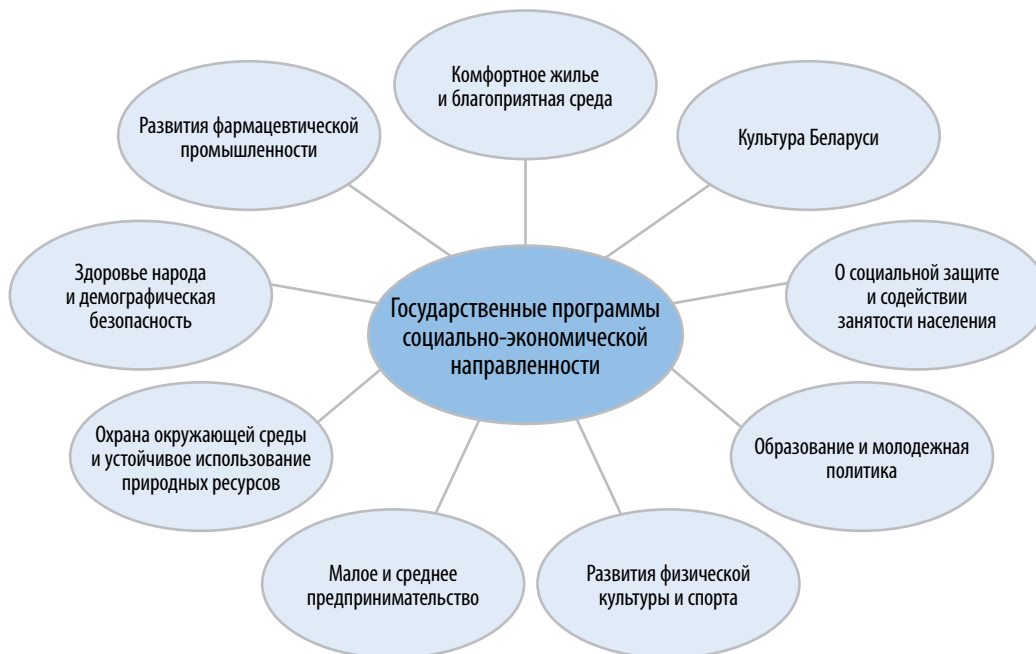 Комфортное жилье
и благоприятная среда
Развития фармацевтической
промышленности
Культура Беларуси
Здоровье народа
и демографическая
безопасность
Государственные программы
социально-экономической
направленности
О социальной защите
и содействии
занятости населения
Охрана окружающей среды
и устойчивое использование
природных ресурсов
Образование и молодежная
политика
Малое и среднее
предпринимательство
Развития физической
культуры и спорта